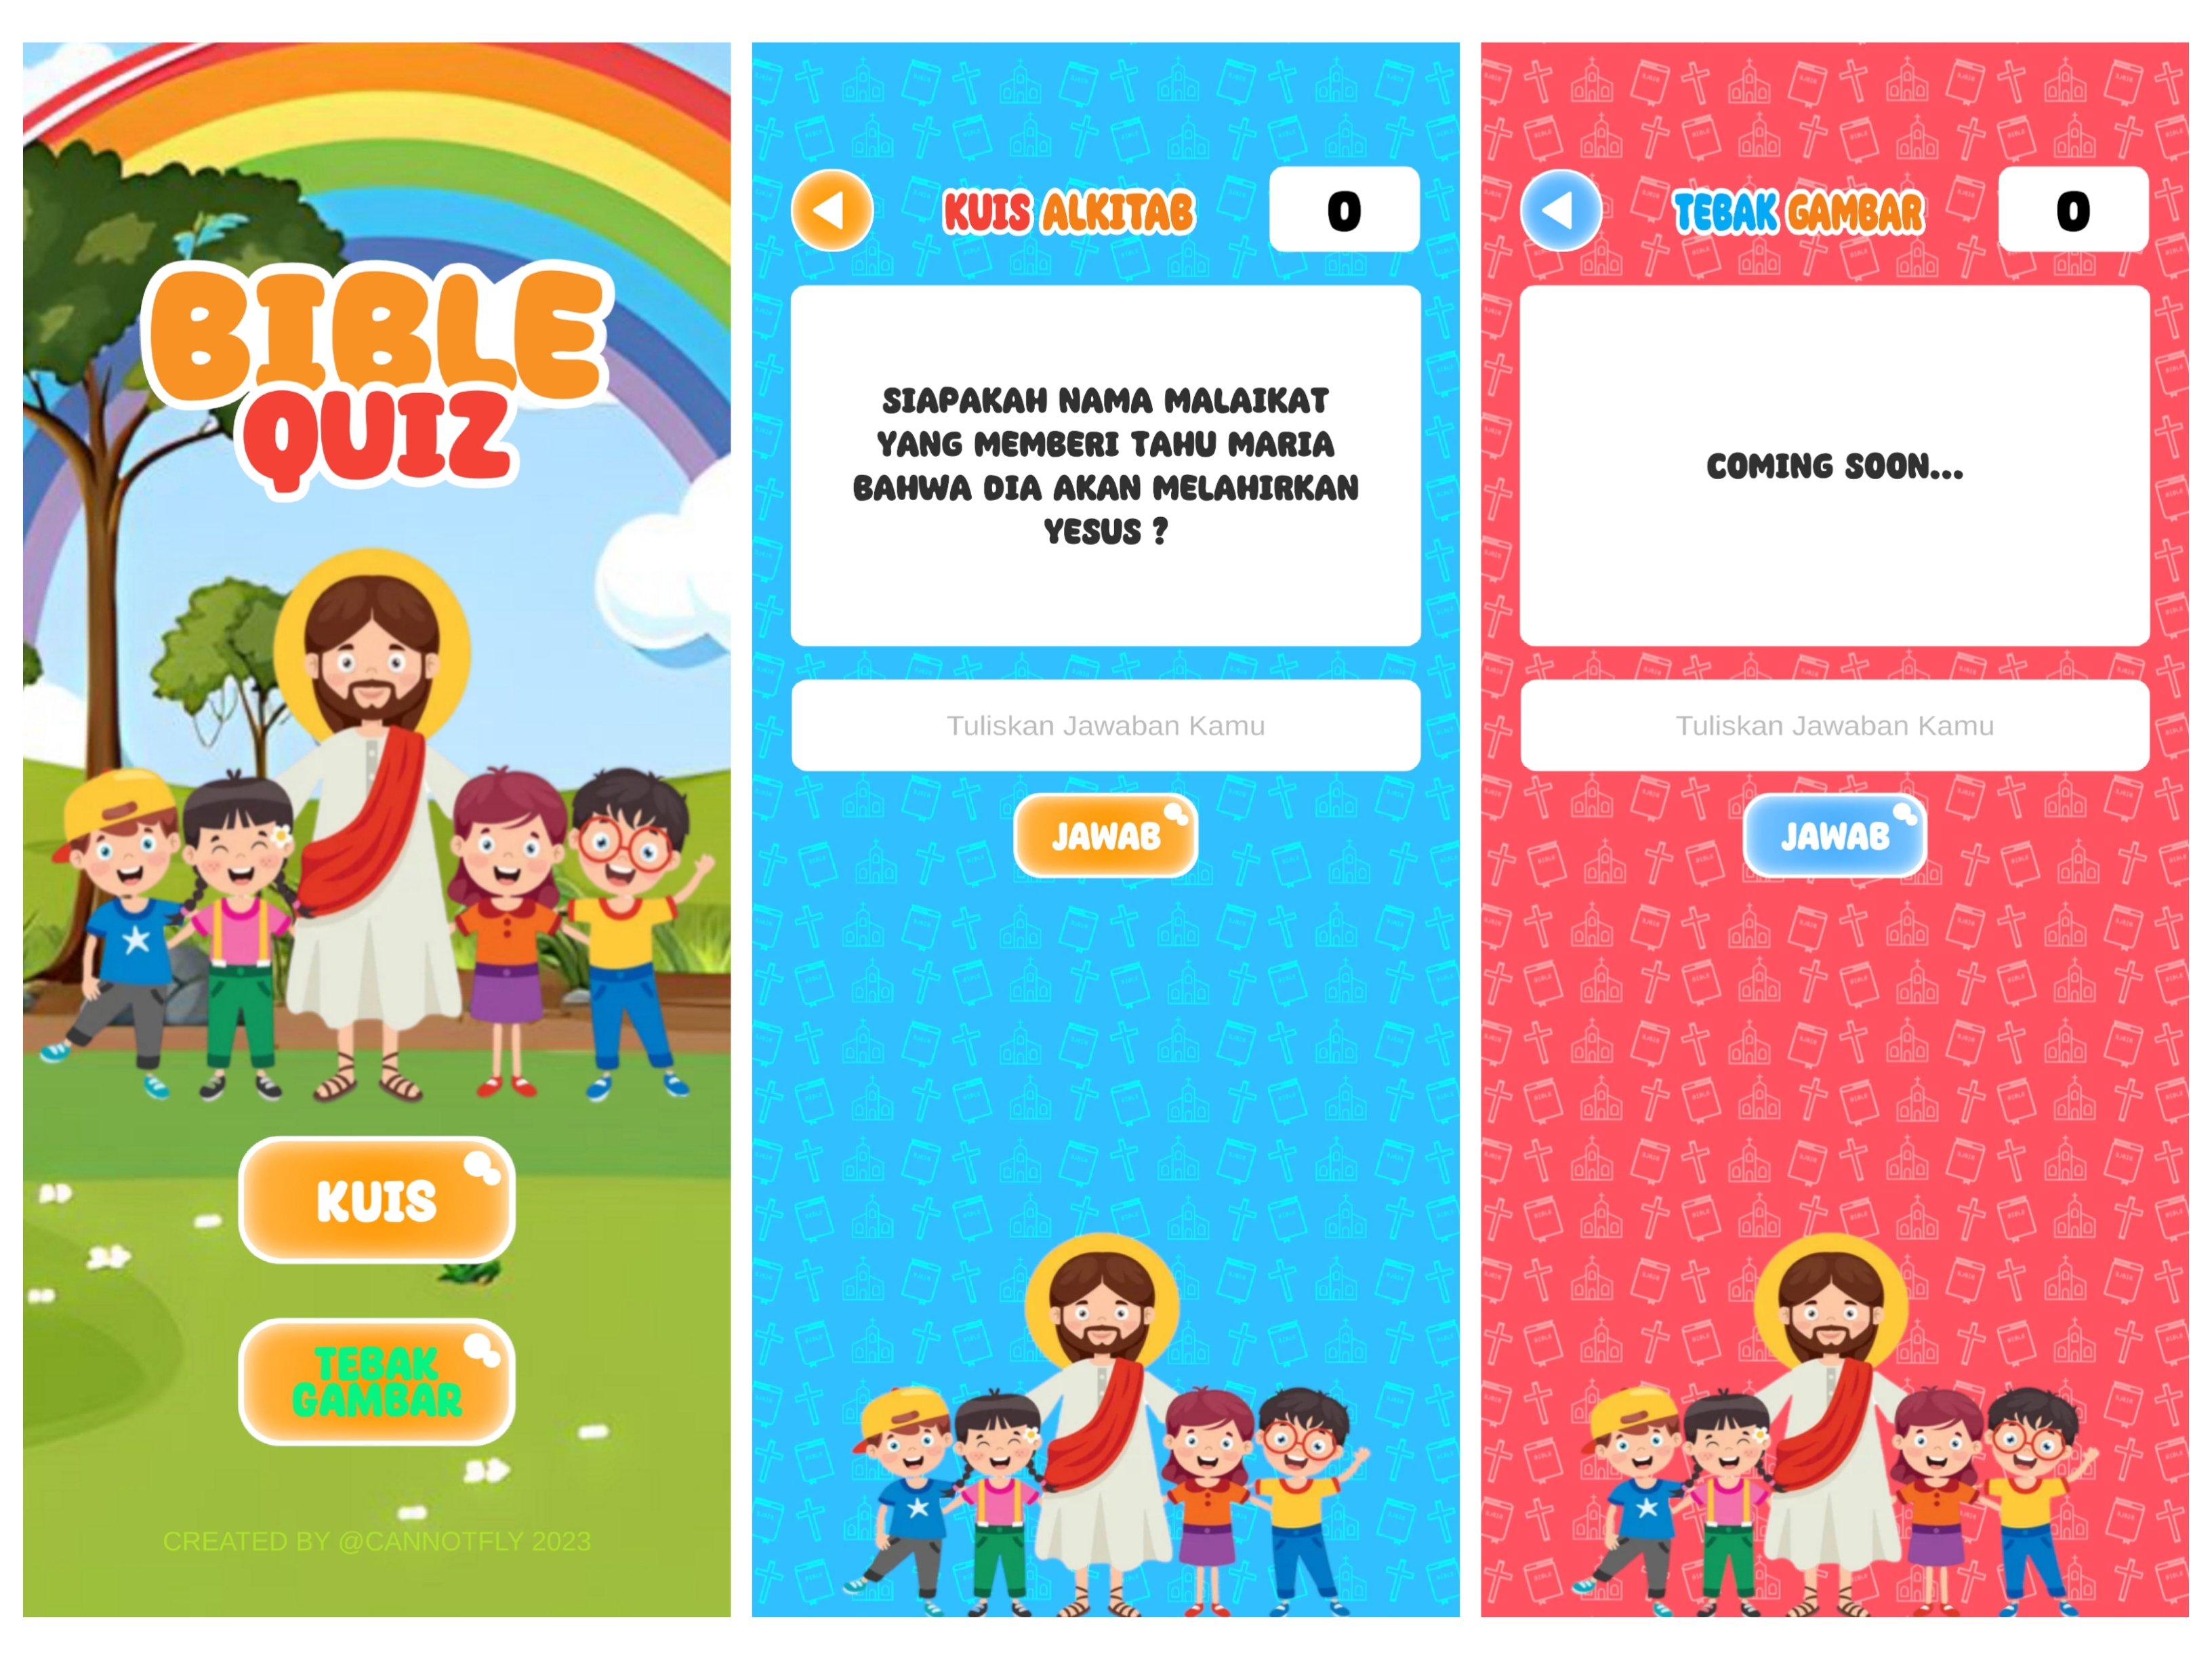 BIBLE
QUIZ
KUIS
TEBAK
GAMBAR
CREATED BY @CANNOTFLY 2023
KUIS ALKITAB
0
SIAPAKAH NAMA MALAIKAT
YANG MEMBERI TAHU MARIA
BAHWA DIA AKAN MELAHIRKAN
YESUS ?
Tuliskan Jawaban Kamu
JAWAB
TEBAK GAMBAR
0
COMING SOON...
Tuliskan Jawaban Kamu
JAWAB